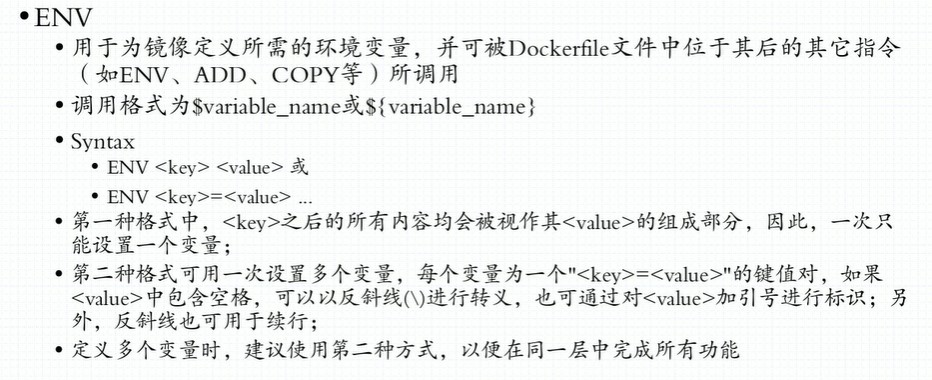 •ENV
• 用于为镜像定义所需的环境变量，并可被Dockerfile文件中位于其后的其它指令
（如ENV、ADD、COPY等）所调用
• 调用格式为$variable_name或${variable_name}
• Syntax
• ENV <key> <value> 或
• ENV <key>=<value> ...
• 第一种格式中，<key>之后的所有内容均会被视作其<value>的组成部分，因此，一次只
能设置一个变量；
• 第二种格式可用一次设置多个变量，每个变量为一个"<key>=<value>"的键值对，如果
<value>中包含空格，可以以反斜线(\)进行转义，也可通过对<value>加引号进行标识；另
外，反斜线也可用于续行；
• 定义多个变量时，建议使用第二种方式，以便在同一层中完成所有功能